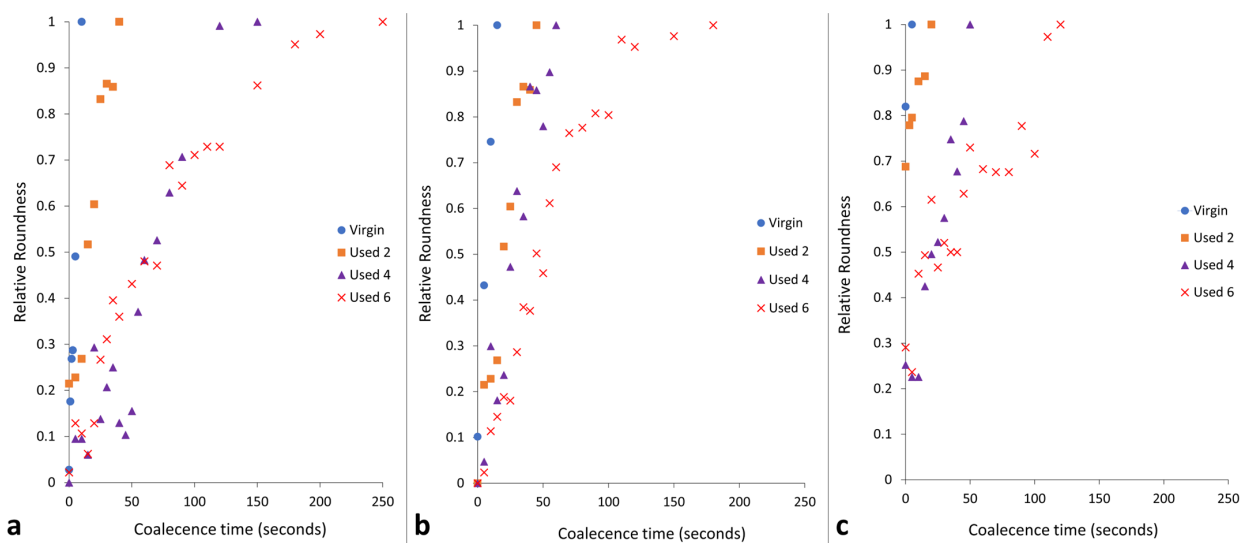 Relative Roundness
1
0.9
0.8
0.7
0.6
0.5
0.4
0.3
0.2
0.1
0
0 50 100 150 200 250
Coalecence time (seconds)
Virgin
Used 2
Used 4
Used 6
a
Relative Roundness
1
0.9
0.8
0.7
0.6
0.5
0.4
0.3
0.2
0.1
0
0 50 100 150 200 250
Coalecence time (seconds)
Virgin
Used 2
Used 4
Used 6
b
Relative Roundness
1
0.9
0.8
0.7
0.6
0.5
0.4
0.3
0.2
0.1
0
0 50 100 150 200 250
Coalecence time (seconds)
Virgin
Used 2
Used 4
Used 6
c